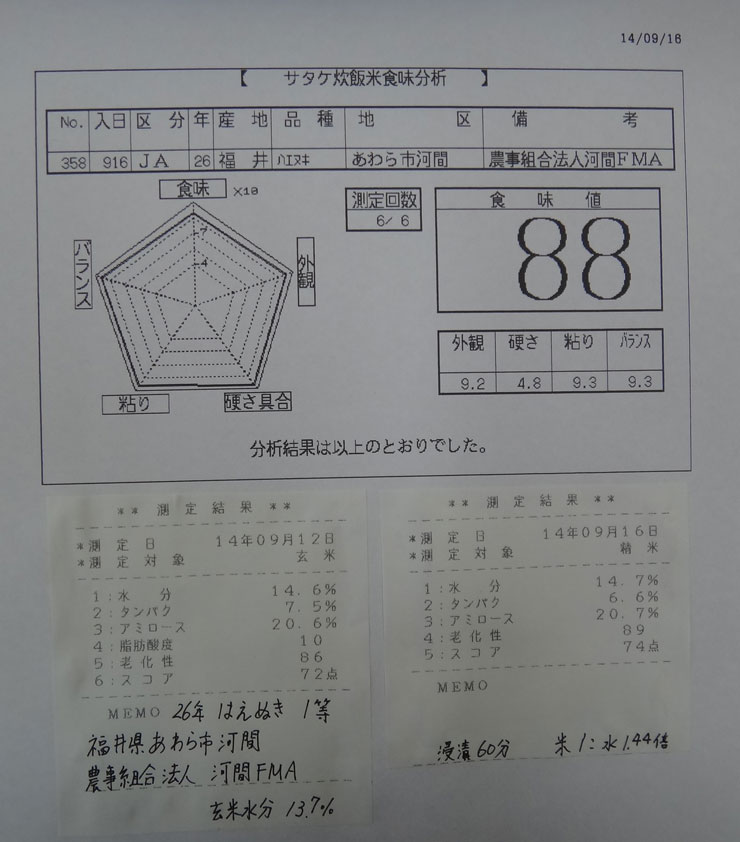 14/09/16
【 サタケ炊飯米食味分析 】
No. 入日 区分 年 産地 品種 地区 備考
358 916 JA 26 福井 ハエヌキ あわら市河間 農事組合法人河間FMA
食味 ×10
7
4
外観
硬さ具合
粘り
バランス
測定回数
6/ 6
食味値
88
外観 硬さ 粘り バランス
9.2 4.8 9.3 9.3
分析結果は以上のとおりでした。
** 測定結果 **
*測定日 14年09月12日
*測定対象 玄米
1:水分 14.6%
2:タンパク 7.5%
3:アミロース 20.6%
4:脂肪酸度 10
5:老化性 86
6:スコア 72点
MEMO 26年 はえぬき 1等
福井県あわら市河間
農事組合法人 河間FMA
玄米水分 13.7%
** 測定結果 **
*測定日 14年09月16日
*測定対象 精米
1:水分 14.7%
2:タンパク 6.6%
3:アミロース 20.7%
4:老化性 89
5:スコア 74点
MEMO
浸漬60分 米1:水1.44倍